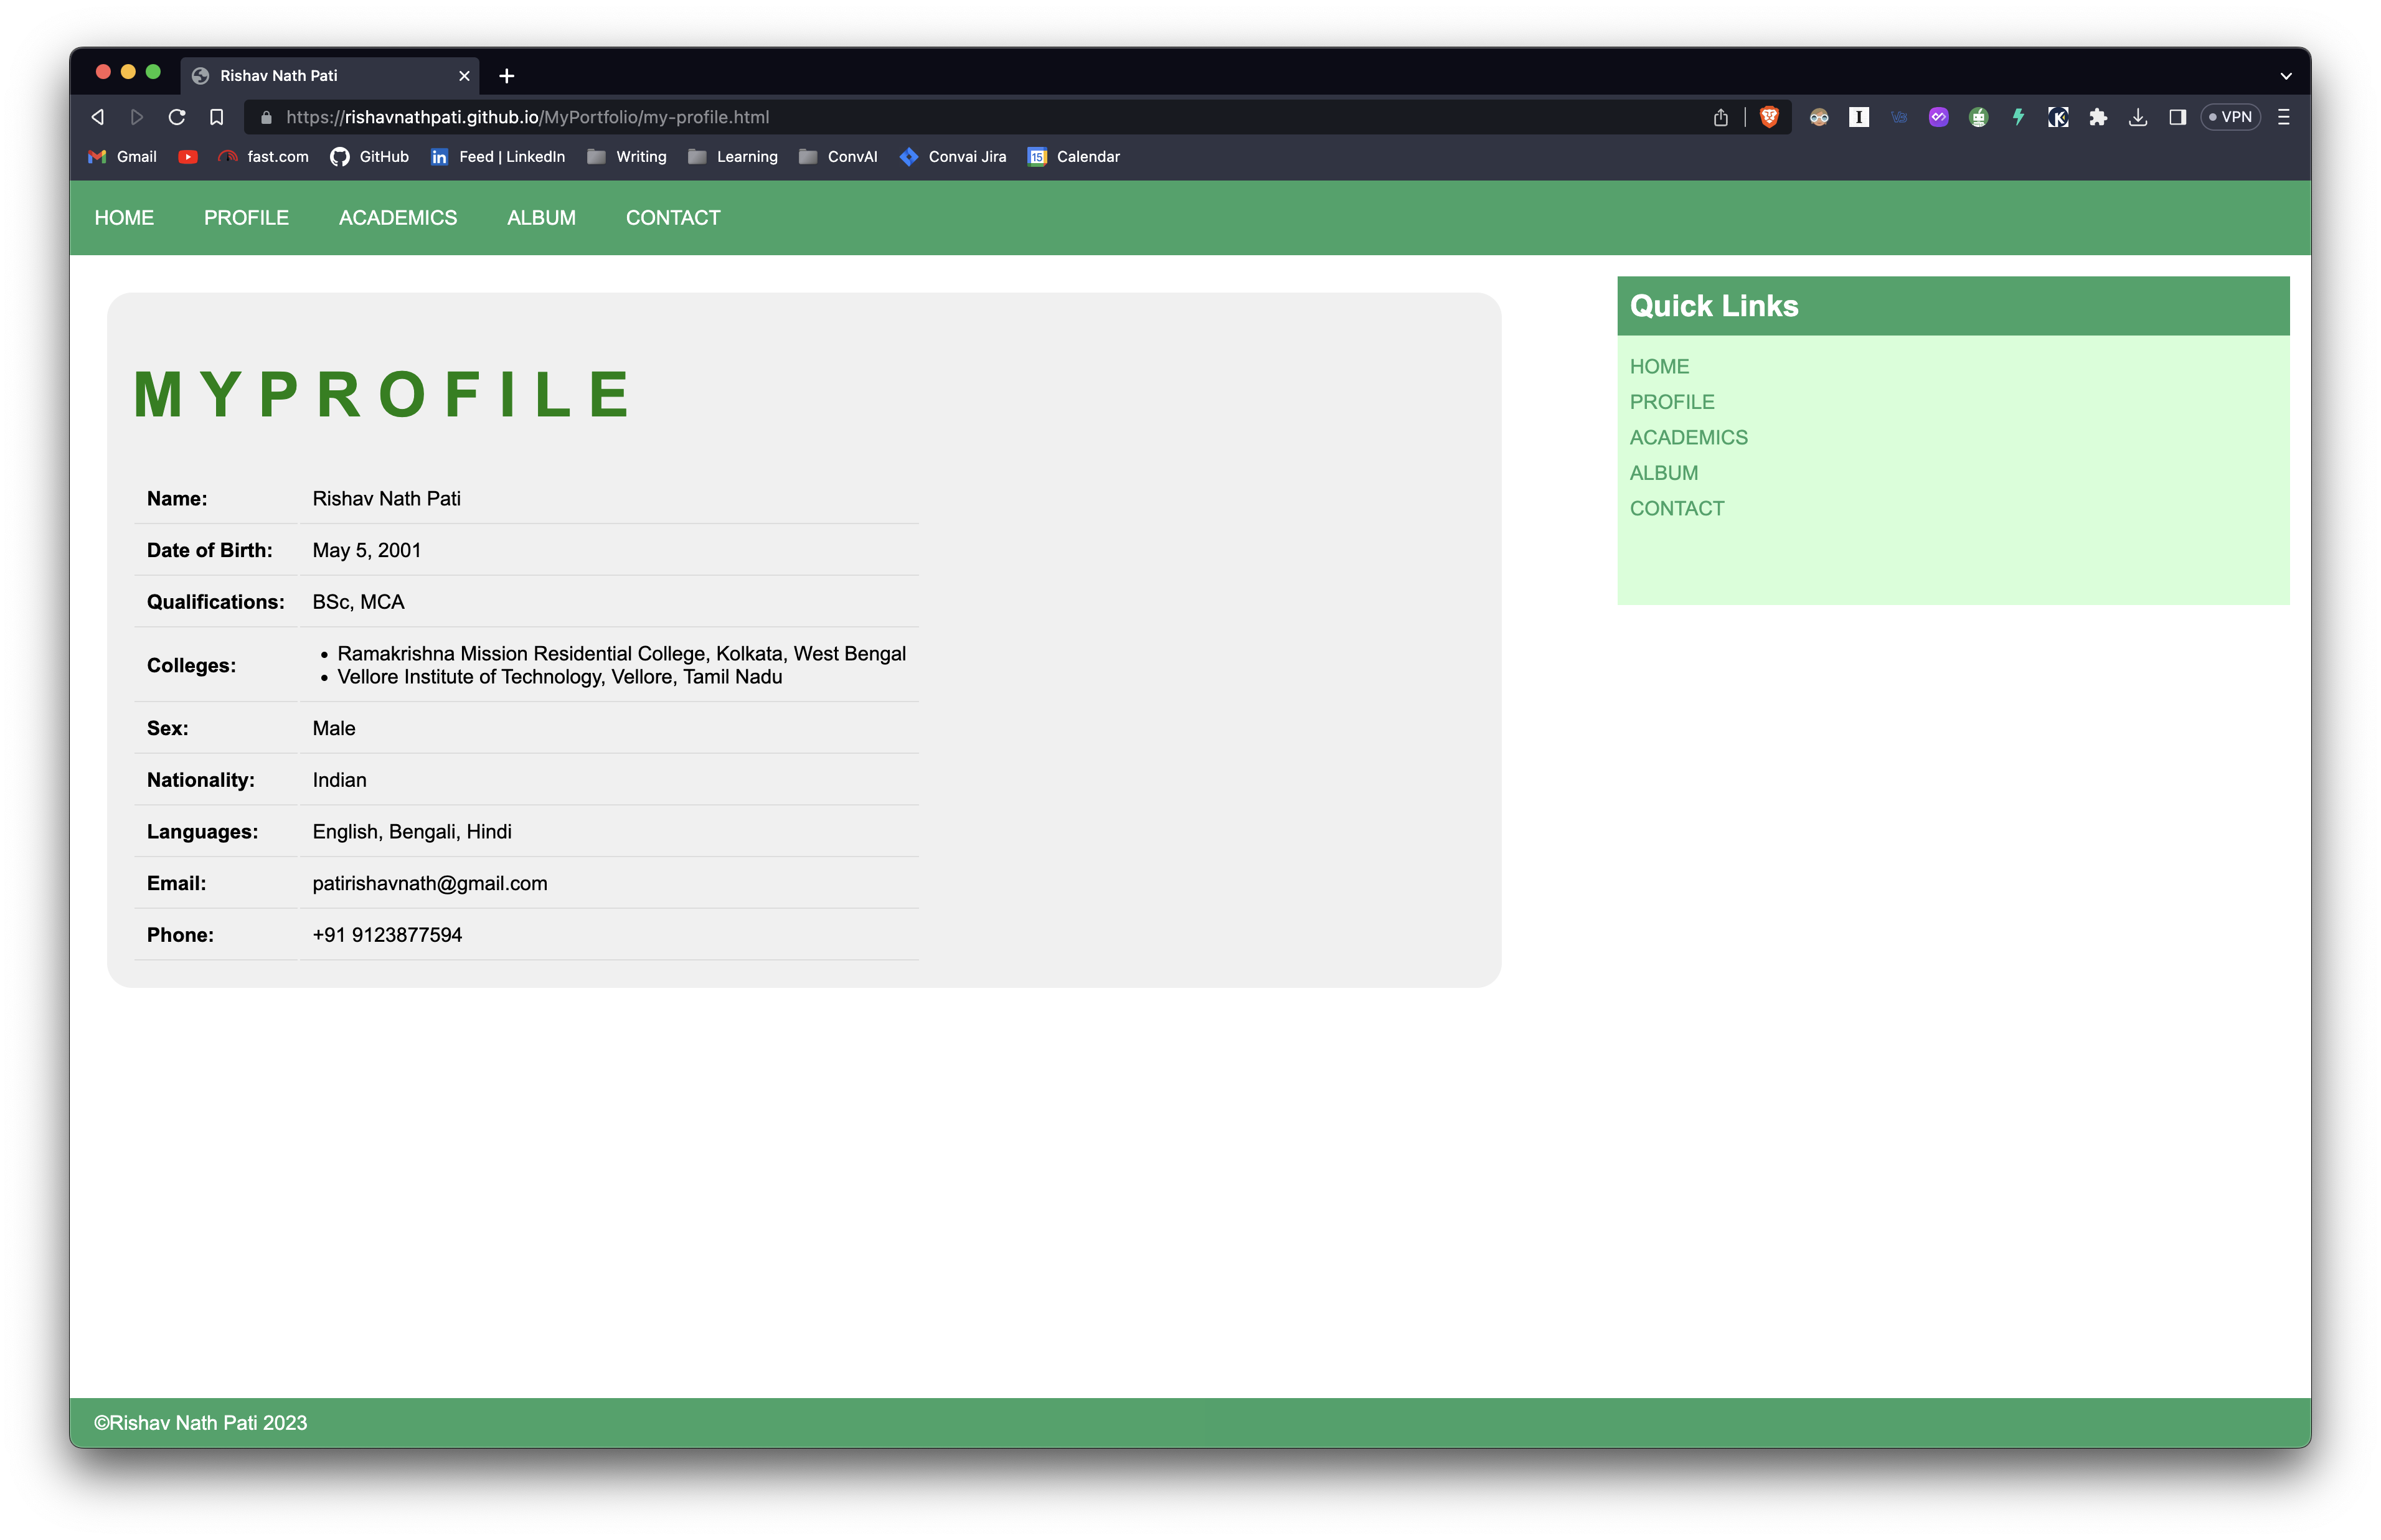 Rishav Nath Pati
https://rishavnathpati.github.io/MyPortfolio/my-profile.html
VPN
Gmail
fast.com
GitHub
Feed | LinkedIn
Writing
Learning
ConvAI
Convai Jira
15
Calendar
HOME PROFILE ACADEMICS ALBUM CONTACT
MYPROFILE
Name: Rishav Nath Pati
Date of Birth: May 5, 2001
Qualifications: BSc, MCA
Colleges:
• Ramakrishna Mission Residential College, Kolkata, West Bengal
• Vellore Institute of Technology, Vellore, Tamil Nadu
Sex: Male
Nationality: Indian
Languages: English, Bengali, Hindi
Email: patirishavnath@gmail.com
Phone: +91 9123877594
Quick Links
HOME
PROFILE
ACADEMICS
ALBUM
CONTACT
©Rishav Nath Pati 2023